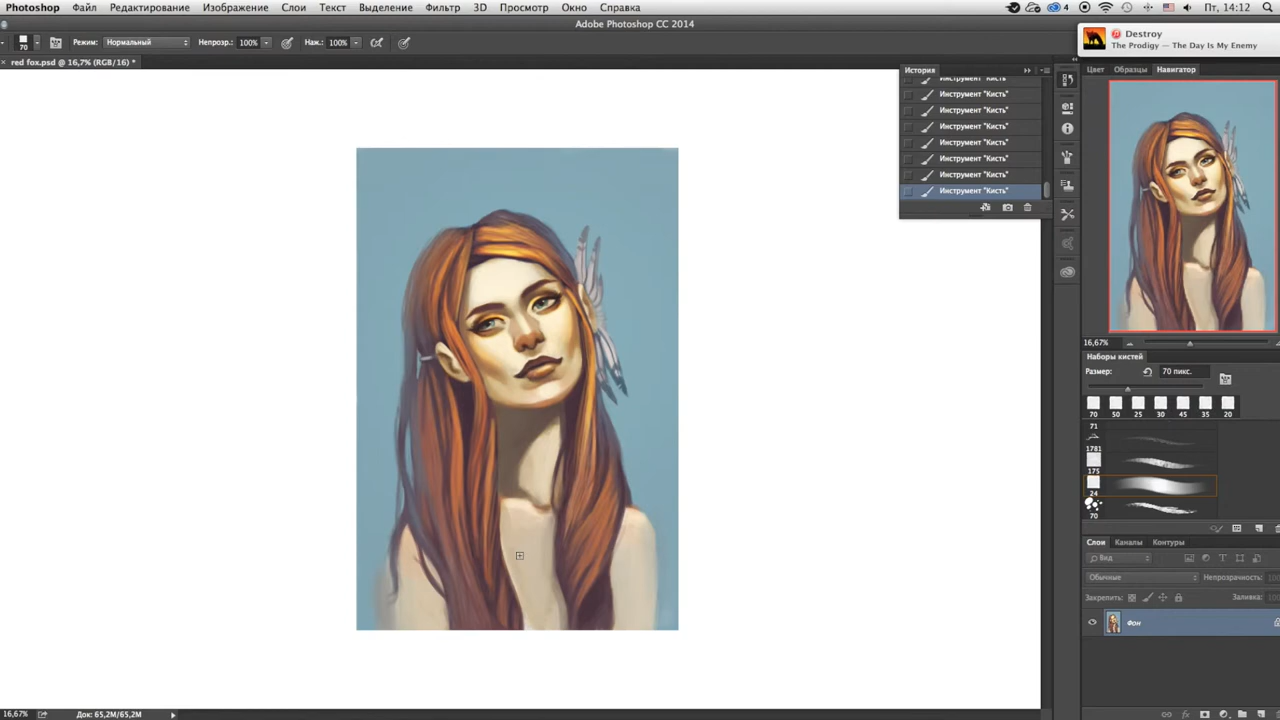 Photoshop Файл Редактирование Изображение Слои Текст Выделение Фильтр 3D Просмотр Окно Справка 4 Пт, 14:12
Adobe Photoshop CC 2014
70 Режим: Нормальный Непрозр.: 100% Наж.: 100%
Destroy
The Prodigy — The Day Is My Enemy
red fox.psd @ 16,7% (RGB/16) *
История
Цвет Образцы Навигатор
Инструмент "Кисть"
Инструмент "Кисть"
Инструмент "Кисть"
Инструмент "Кисть"
Инструмент "Кисть"
Инструмент "Кисть"
Инструмент "Кисть"
Инструмент "Кисть"
16,67%
Наборы кистей
Размер: 70 пикс.
70 50 25 30 45 35 20
71
1781
175
24
70
Слои Каналы Контуры
Вид
Обычные Непрозрачность: 100
Закрепить: Заливка: 100
Фон
16,67% Док: 65,2M/65,2M